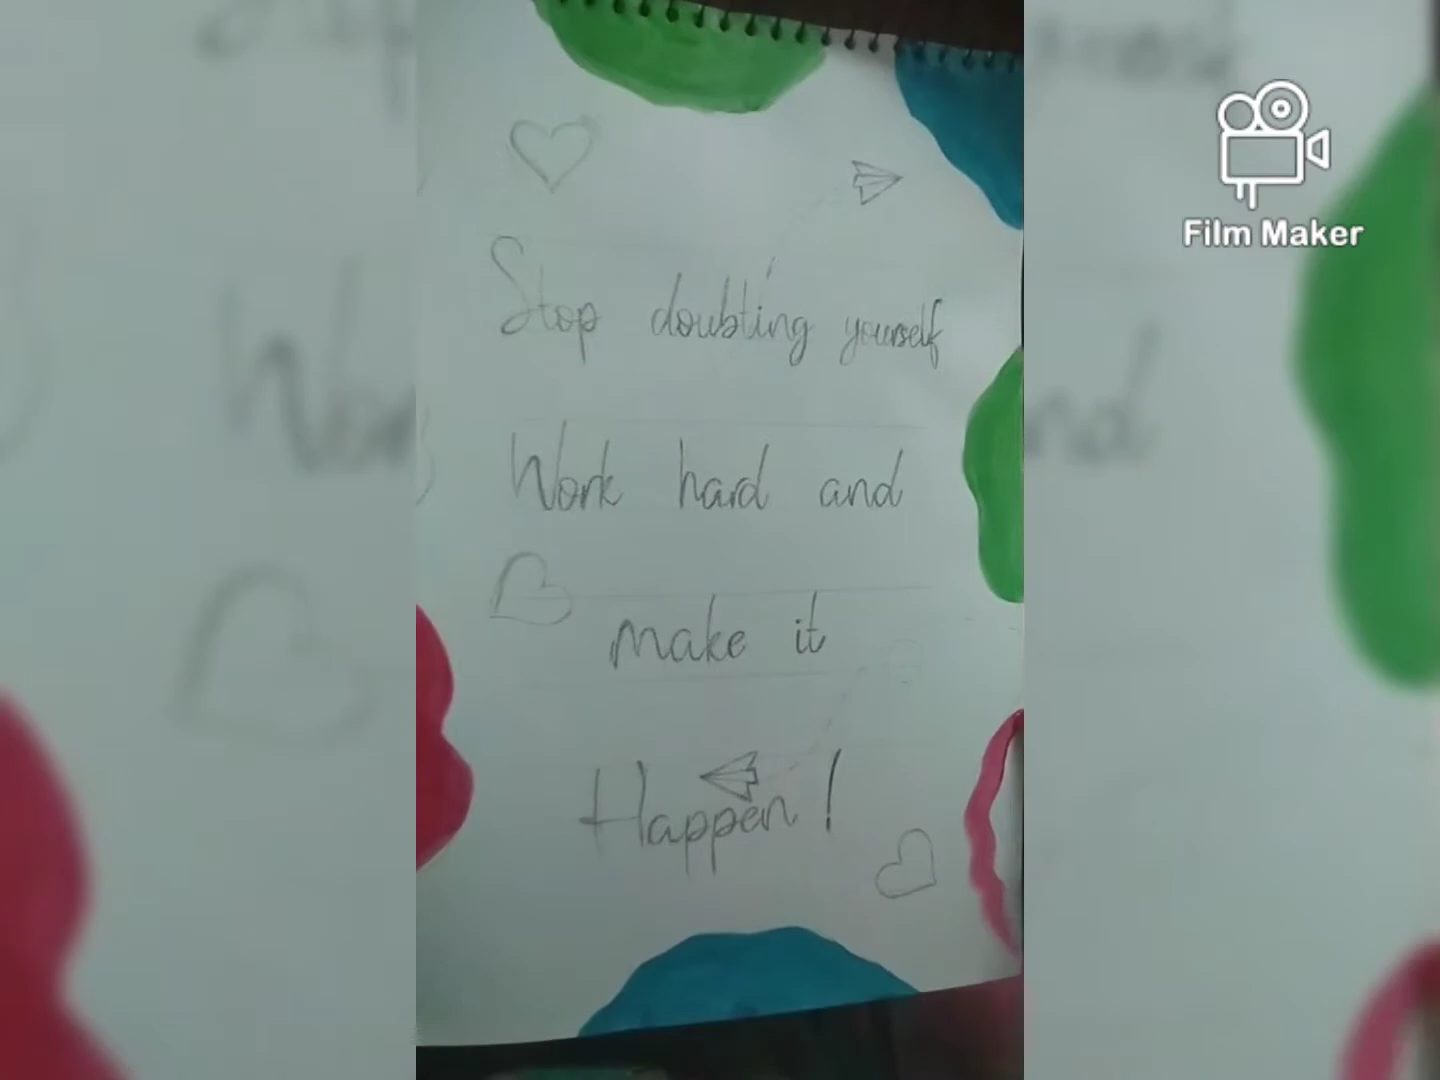 Film Maker
Stop doubting yourself
Work hard and
make it
Happen!